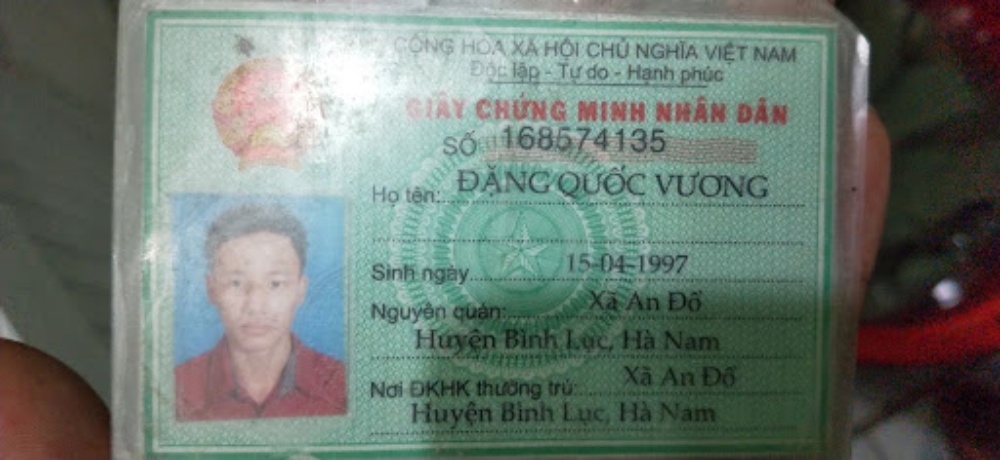 CỘNG HÒA XÃ HỘI CHỦ NGHĨA VIỆT NAM
Độc lập - Tự do - Hạnh phúc
GIẤY CHỨNG MINH NHÂN DÂN
SỐ 168574135
Họ tên: ĐẶNG QUỐC VƯƠNG
Sinh ngày 15-04-1997
Nguyên quán: Xã An Đổ
Huyện Bình Lục, Hà Nam
Nơi ĐKHK thường trú: Xã An Đổ
Huyện Bình Lục, Hà Nam